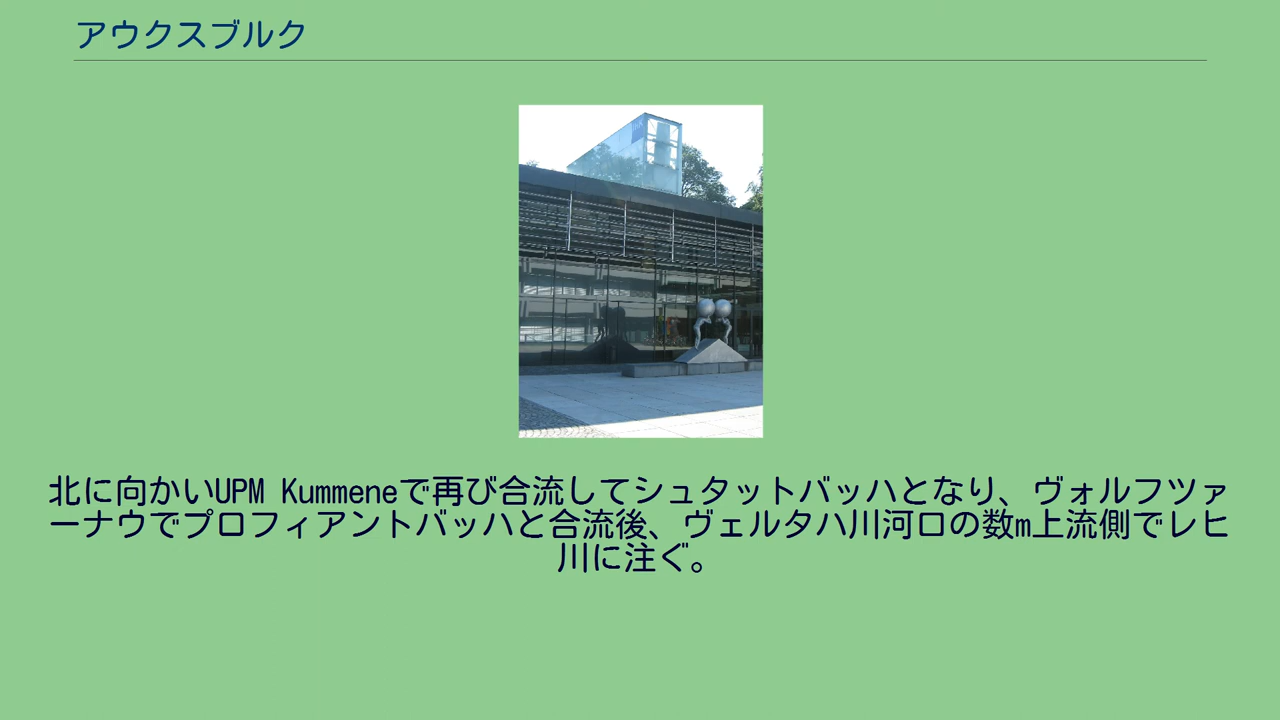 アウクスブルク
北に向かいUPM Kummeneで再び合流してシュタットバッハとなり、ヴォルフツァ
ーナウでプロフィアントバッハと合流後、ヴェルタハ川河口の数m上流側でレヒ
川に注ぐ。